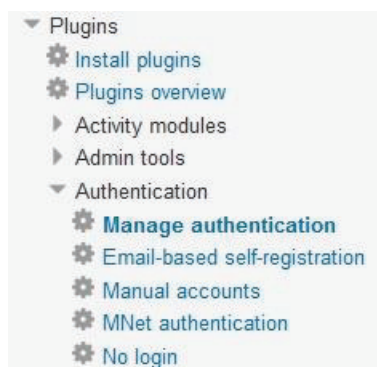 Plugins
Install plugins
Plugins overview
Activity modules
Admin tools
Authentication
Manage authentication
Email-based self-registration
Manual accounts
MNet authentication
No login